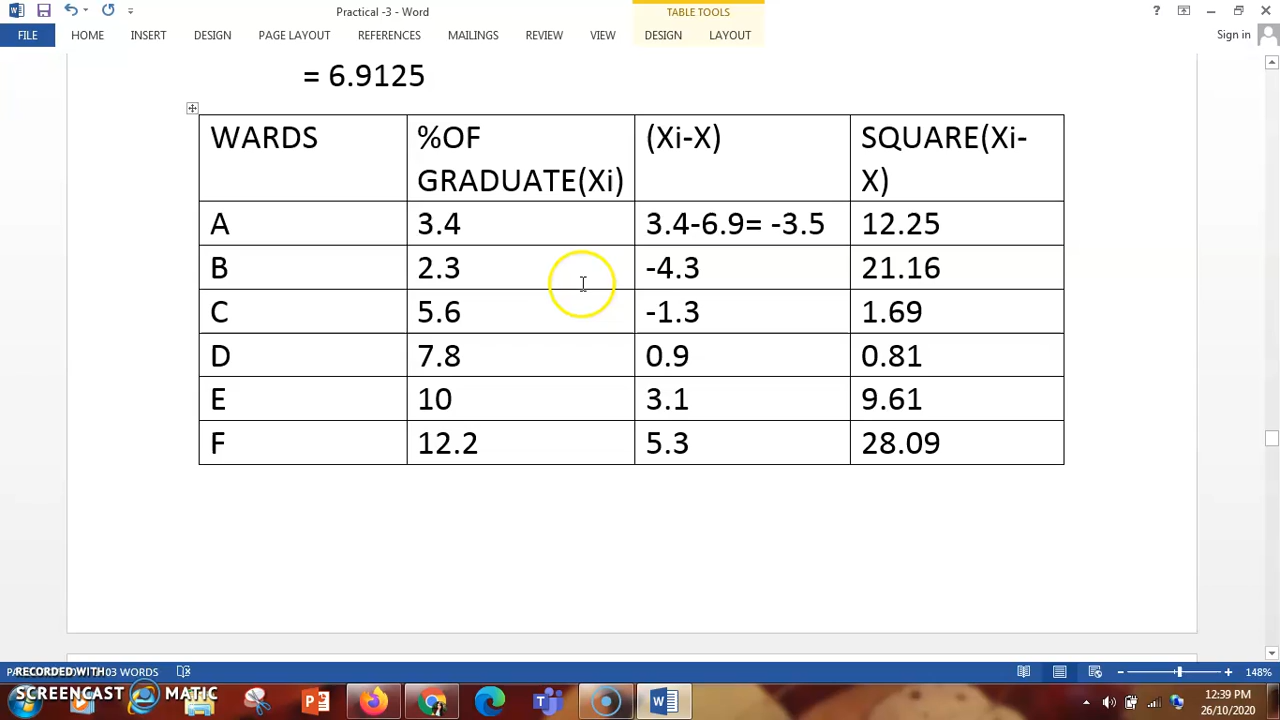 Practical -3 - Word
TABLE TOOLS
?
FILE HOME INSERT DESIGN PAGE LAYOUT REFERENCES MAILINGS REVIEW VIEW DESIGN LAYOUT Sign in
= 6.9125
WARDS %OF GRADUATE(Xi) (Xi-X) SQUARE(Xi-X)
A 3.4 3.4-6.9= -3.5 12.25
B 2.3 -4.3 21.16
C 5.6 -1.3 1.69
D 7.8 0.9 0.81
E 10 3.1 9.61
F 12.2 5.3 28.09
RECORDED WITH
03 WORDS 148%
SCREENCAST MATIC
12:39 PM
26/10/2020